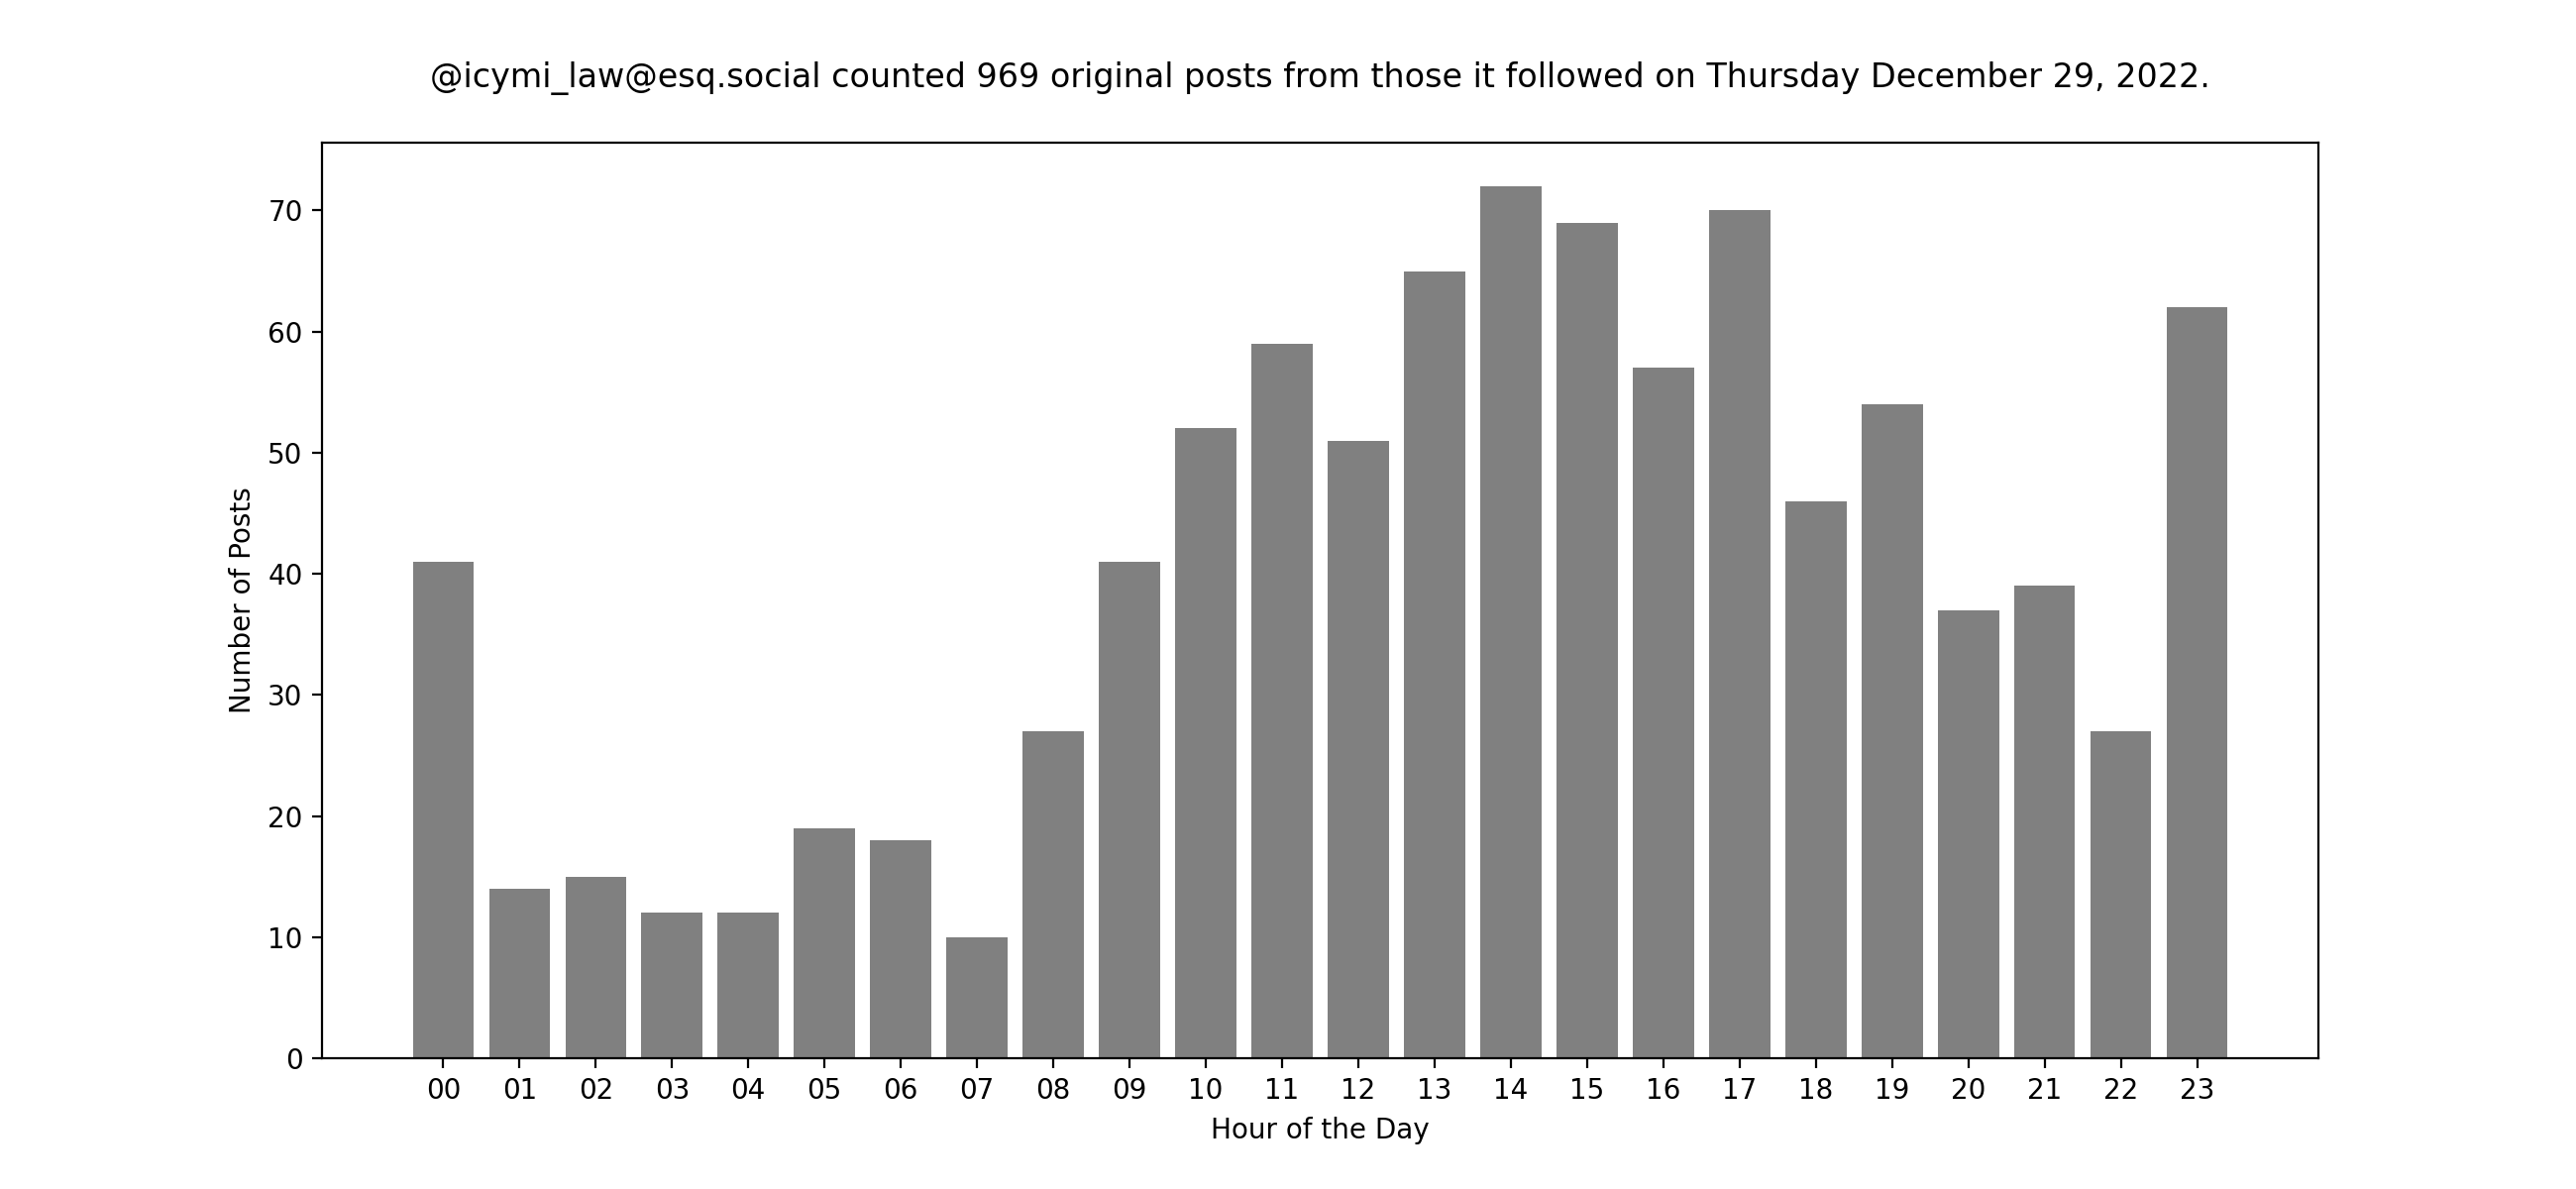 @icymi_law@esq.social counted 969 original posts from those it followed on Thursday December 29, 2022.
70
60
50
40
30
20
10
0
Number of Posts
00 01 02 03 04 05 06 07 08 09 10 11 12 13 14 15 16 17 18 19 20 21 22 23
Hour of the Day